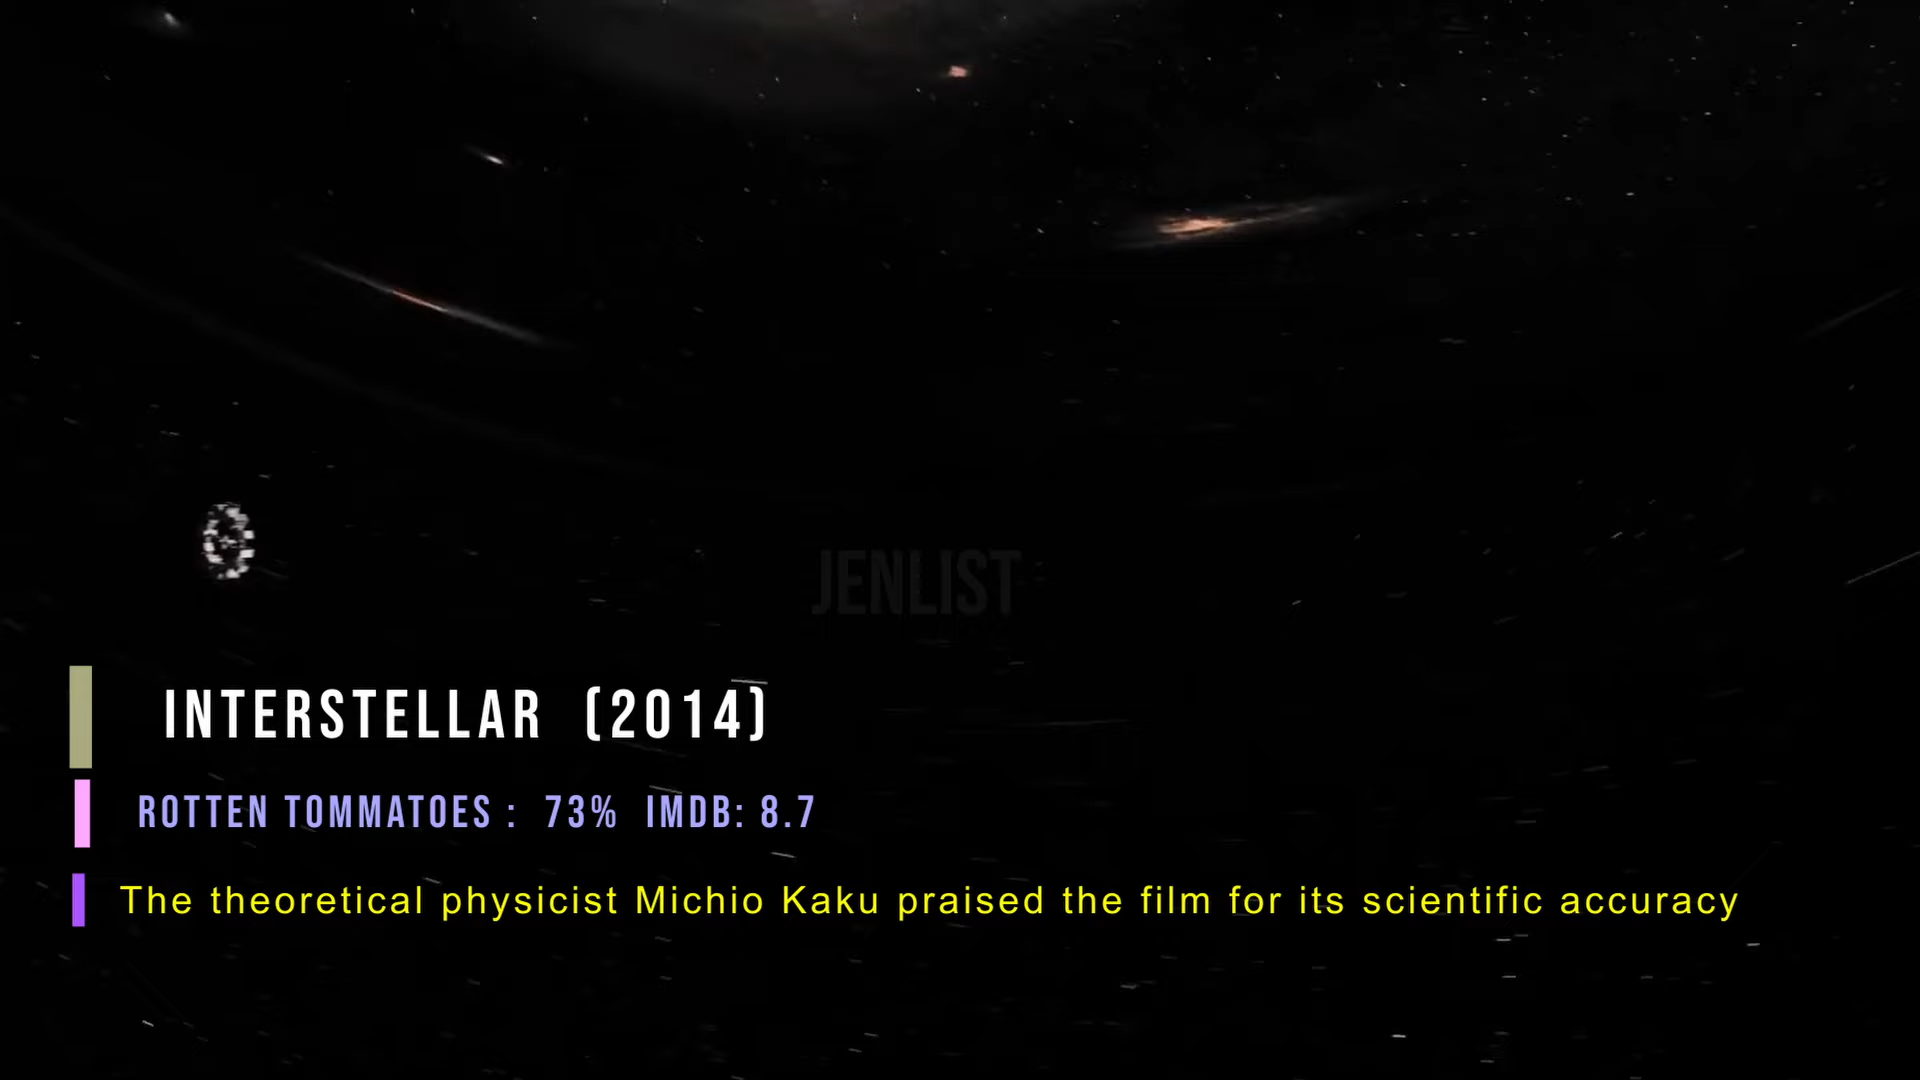 JENLIST
INTERSTELLAR (2014)
ROTTEN TOMMATOES : 73% IMDB: 8.7
The theoretical physicist Michio Kaku praised the film for its scientific accuracy